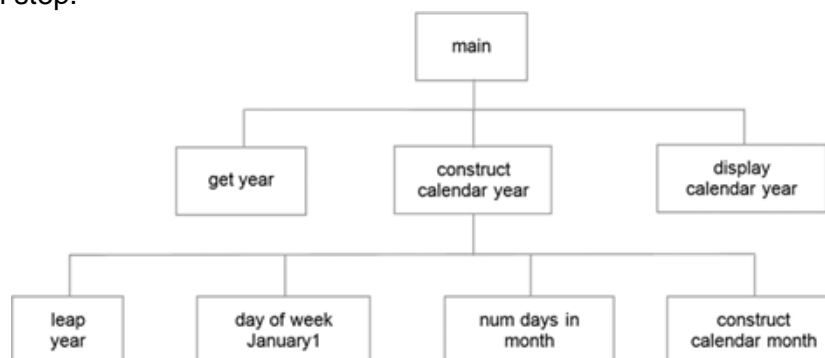 step.
main
get year
construct
calendar year
display
calendar year
leap
year
day of week
January1
num days in
month
construct
calendar month